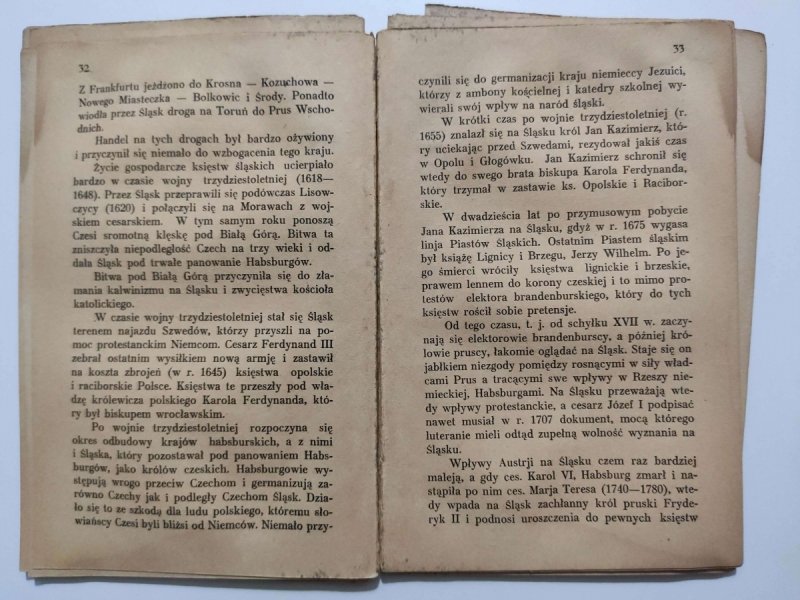 32
Z Frankfurtu jeżdżono do Krosna — Kozuchowa —
Nowego Miasteczka — Bolkowic i Środy. Ponadto
wiodła przez Śląsk droga na Toruń do Prus Wscho-
dnich.
Handel na tych drogach był bardzo ożywiony
i przyczynił się niemało do wzbogacenia tego kraju.
Życie gospodarcze księstw śląskich ucierpiało
bardzo w czasie wojny trzydziestoletniej (1618—
1648). Przez Śląsk przeprawili się podówczas Lisow-
czycy (1620) i połączyli się na Morawach z woj-
skiem cesarskiem. W tym samym roku ponoszą
Czesi sromotną klęskę pod Białą Górą. Bitwa ta
zniszczyła niepodległość Czech na trzy wieki i od-
dała Śląsk pod trwałe panowanie Habsburgów.
Bitwa pod Białą Górą przyczyniła się do zła-
mania kalwinizmu na Śląsku i zwycięstwa kościoła
katolickiego.
W czasie wojny trzydziestoletniej stał się Śląsk
terenem najazdu Szwedów, którzy przyszli na po-
moc protestanckim Niemcom. Cesarz Ferdynand III
zebrał ostatnim wysiłkiem nową armję i zastawił
na koszta zbrojeń (w r. 1645) księstwa opolskie
i raciborskie Polsce. Księstwa te przeszły pod wła-
dzę królewicza polskiego Karola Ferdynanda, któ-
ry był biskupem wrocławskim.
Po wojnie trzydziestoletniej rozpoczyna się
okres odbudowy krajów habsburskich, a z nimi
i Śląska, który pozostawał pod panowaniem Habs-
burgów, jako królów czeskich. Habsburgowie wy-
stępują wrogo przeciw Czechom i germanizują za-
równo Czechy jak i podległy Czechom Śląsk. Dzia-
ło się to ze szkodą dla ludu polskiego, któremu sło-
wiańscy Czesi byli bliżsi od Niemców. Niemało przy-
33
czynili się do germanizacji kraju niemieccy Jezuici,
którzy z ambony kościelnej i katedry szkolnej wy-
wierali swój wpływ na naród śląski.
W krótki czas po wojnie trzydziestoletniej (r.
1655) znalazł się na Śląsku król Jan Kazimierz, któ-
ry uciekając przed Szwedami, rezydował jakiś czas
w Opolu i Głogówku. Jan Kazimierz schronił się
wtedy do swego brata biskupa Karola Ferdynanda,
który trzymał w zastawie ks. Opolskie i Racibor-
skie.
W dwadzieścia lat po przymusowym pobycie
Jana Kazimierza na Śląsku, gdyż w r. 1675 wygasa
linja Piastów Śląskich. Ostatnim Piastem śląskim
był książę Lignicy i Brzegu, Jerzy Wilhelm. Po je-
go śmierci wróciły księstwa lignickie i brzeskie,
prawem lennem do korony czeskiej i to mimo pro-
testów elektora brandenburskiego, który do tych
księstw rościł sobie pretensje.
Od tego czasu, t. j. od schyłku XVII w. zaczy-
nają się elektorowie brandenburscy, a później kró-
lowie pruscy, łakomie oglądać na Śląsk. Staje się on
jabłkiem niezgody pomiędzy rosnącymi w siły wład-
cami Prus a tracącymi swe wpływy w Rzeszy nie-
mieckiej, Habsburgami. Na Śląsku przeważają wte-
dy wpływy protestanckie, a cesarz Józef I podpisać
nawet musiał w r. 1707 dokument, mocą którego
luteranie mieli odtąd zupełną wolność wyznania na
Śląsku.
Wpływy Austrji na Śląsku czem raz bardziej
maleją, a gdy ces. Karol VI, Habsburg zmarł i na-
stąpiła po nim ces. Marja Teresa (1740—1780), wte-
dy wpada na Śląsk zachłanny król pruski Fryde-
ryk II i podnosi uroszczenia do pewnych księstw